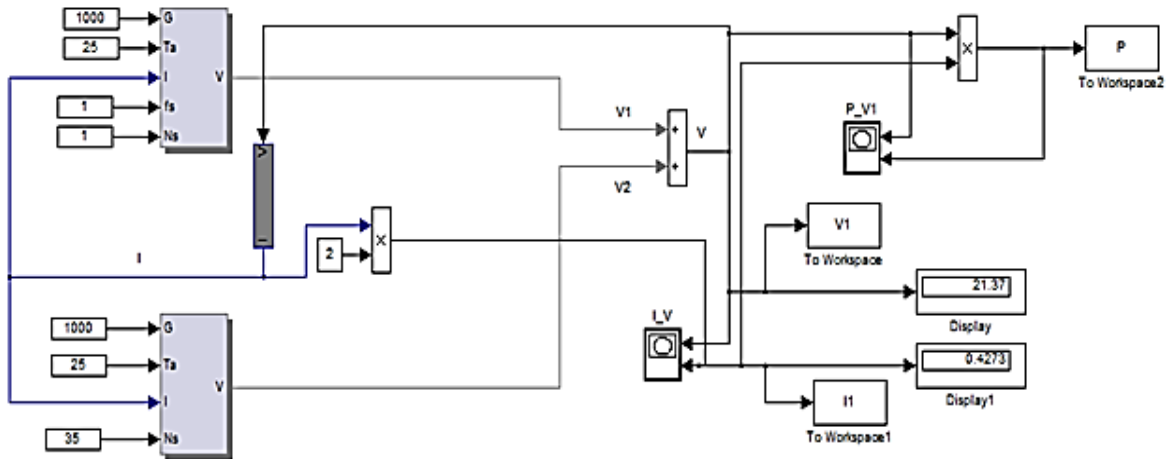 1000
G
25
Ta
I
V
1
fs
1
Ns
V1
V
V2
X
P
To Workspace2
P_V1
V1
To Workspace
I
2
X
21.37
Display
I_V
0.4273
Display1
I1
To Workspace1
1000
G
25
Ta
I
V
35
Ns